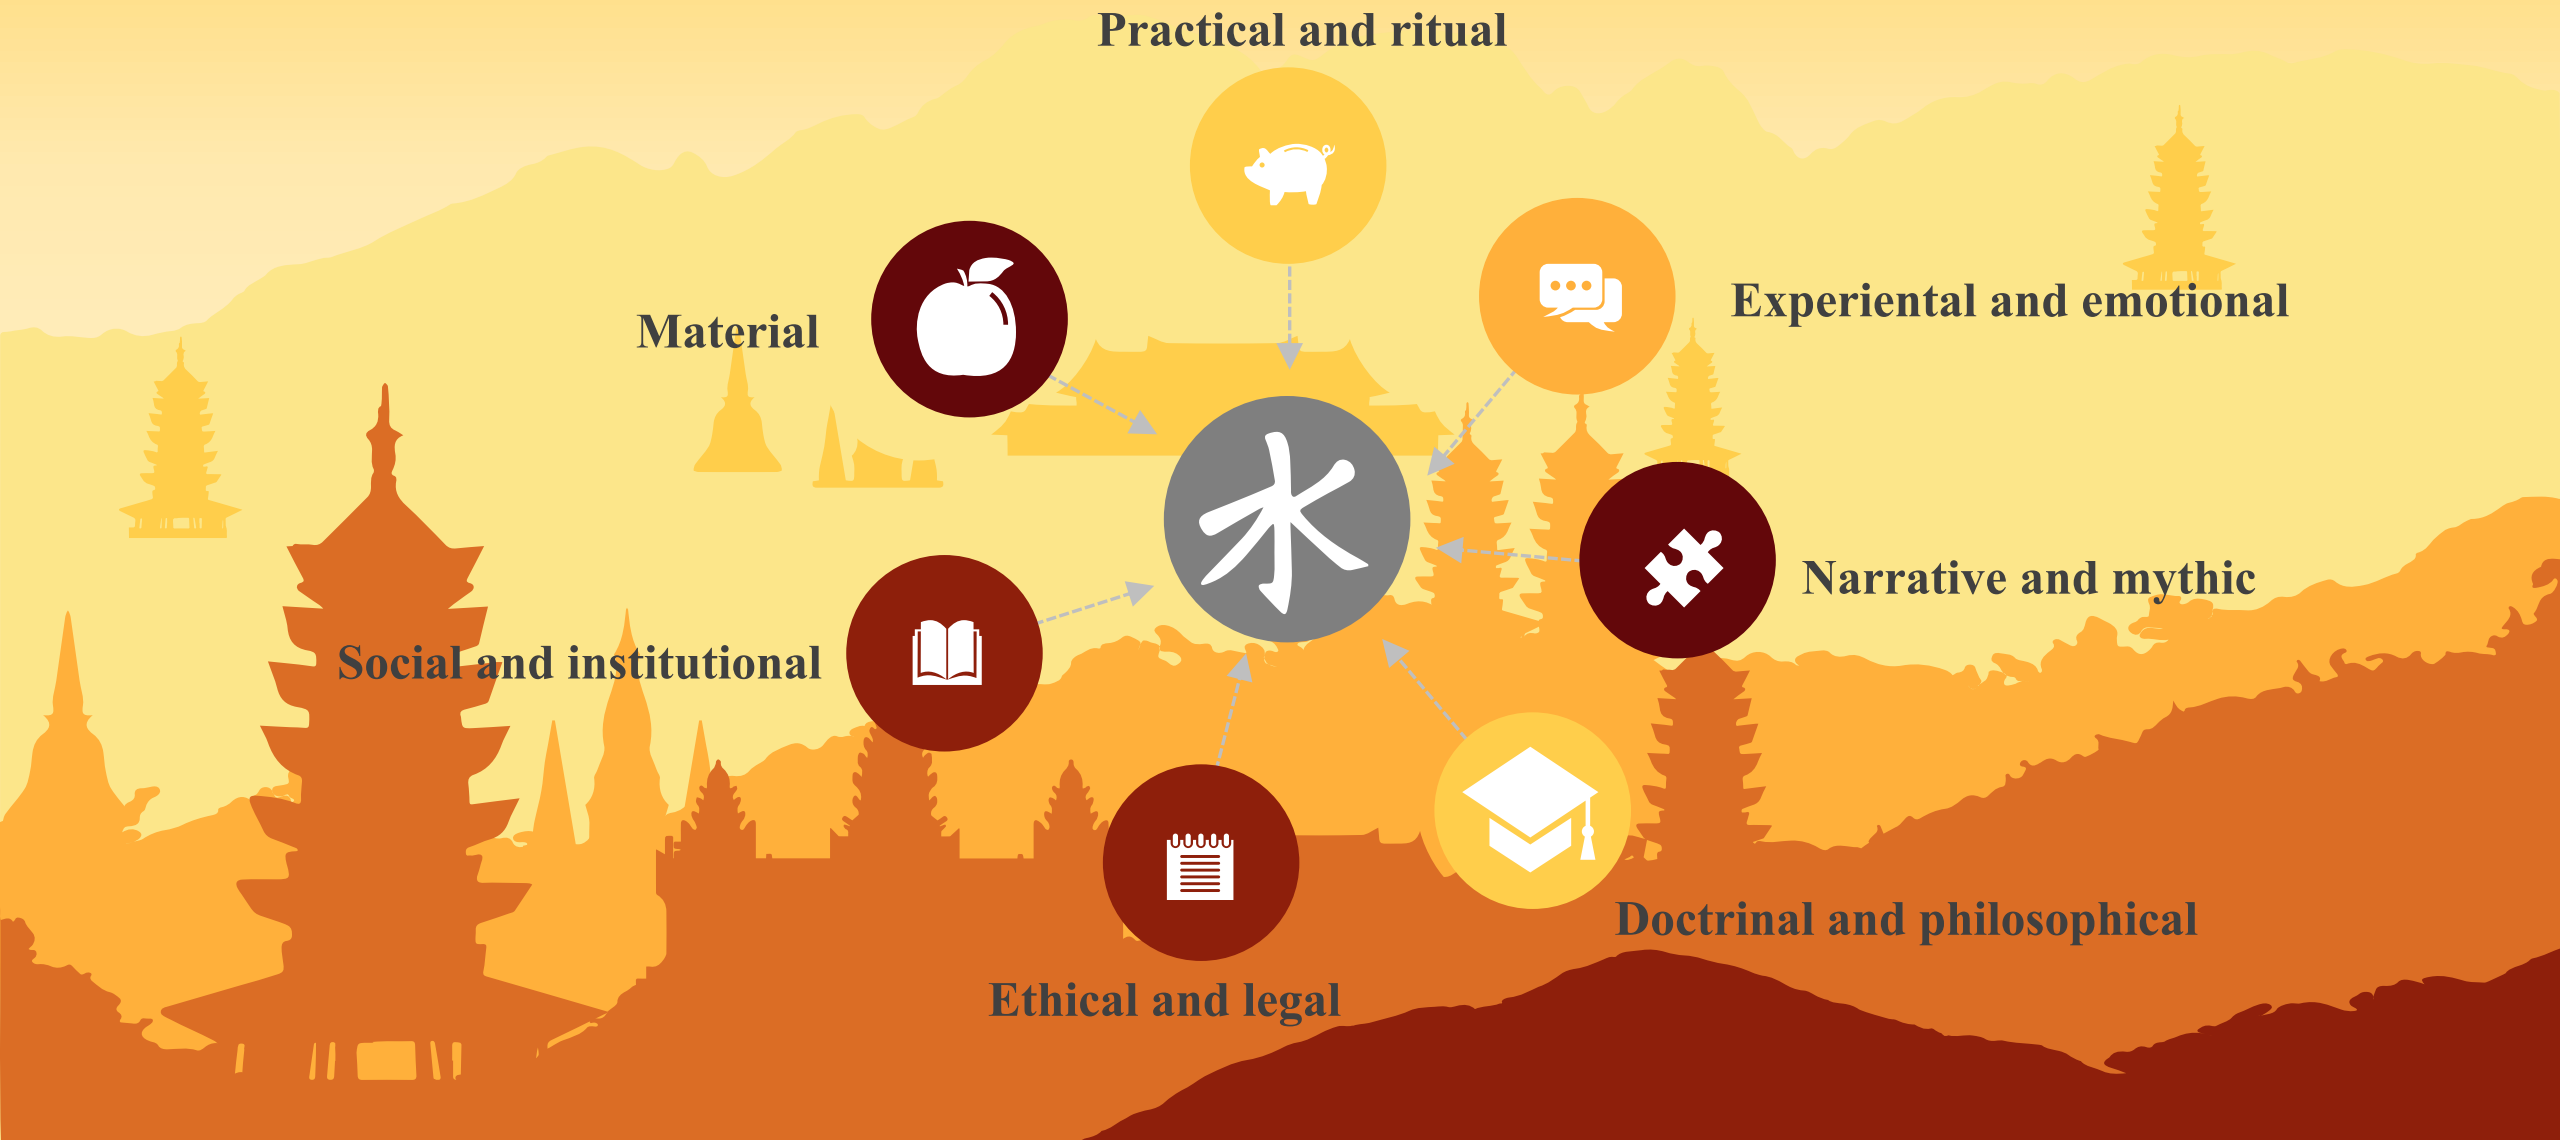 Practical and ritual
Experiental and emotional
Material
Narrative and mythic
Social and institutional
Doctrinal and philosophical
Ethical and legal
水